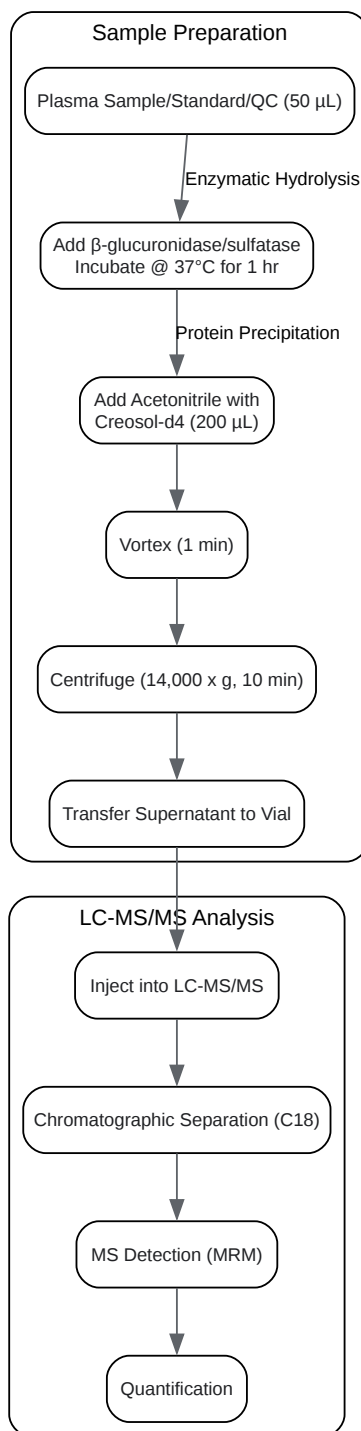 Sample Preparation
Plasma Sample/Standard/QC (50 µL)
Enzymatic Hydrolysis
Add β-glucuronidase/sulfatase
Incubate @ 37°C for 1 hr
Protein Precipitation
Add Acetonitrile with
Creosol-d4 (200 µL)
Vortex (1 min)
Centrifuge (14,000 x g, 10 min)
Transfer Supernatant to Vial
LC-MS/MS Analysis
Inject into LC-MS/MS
Chromatographic Separation (C18)
MS Detection (MRM)
Quantification